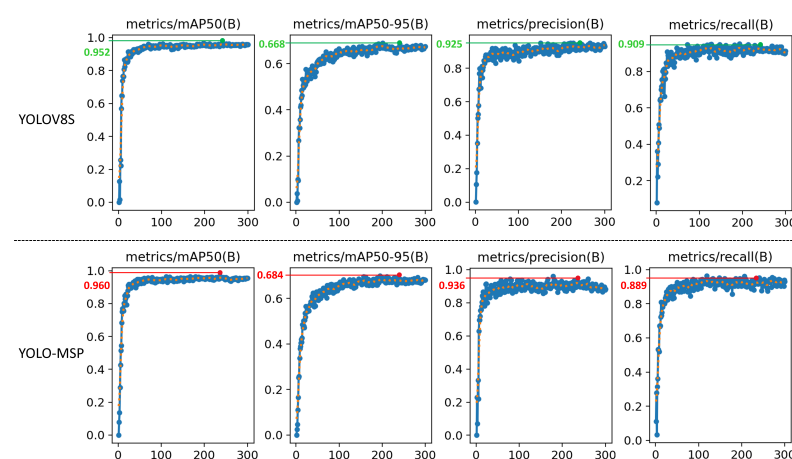 metrics/mAP50(B) metrics/mAP50-95(B) metrics/precision(B) metrics/recall(B)
YOLOV8S
0.952 0.668 0.925 0.909
1.0 0.8 0.6 0.4 0.2 0.0
0.6 0.4 0.2 0.0
1.0 0.8 0.6 0.4 0.2 0.0
0.8 0.6 0.4 0.2
0 100 200 300 0 100 200 300 0 100 200 300 0 100 200 300
metrics/mAP50(B) metrics/mAP50-95(B) metrics/precision(B) metrics/recall(B)
YOLO-MSP
0.960 0.684 0.936 0.889
1.0 0.8 0.6 0.4 0.2 0.0
0.6 0.4 0.2 0.0
1.0 0.8 0.6 0.4 0.2 0.0
1.0 0.8 0.6 0.4 0.2 0.0
0 100 200 300 0 100 200 300 0 100 200 300 0 100 200 300